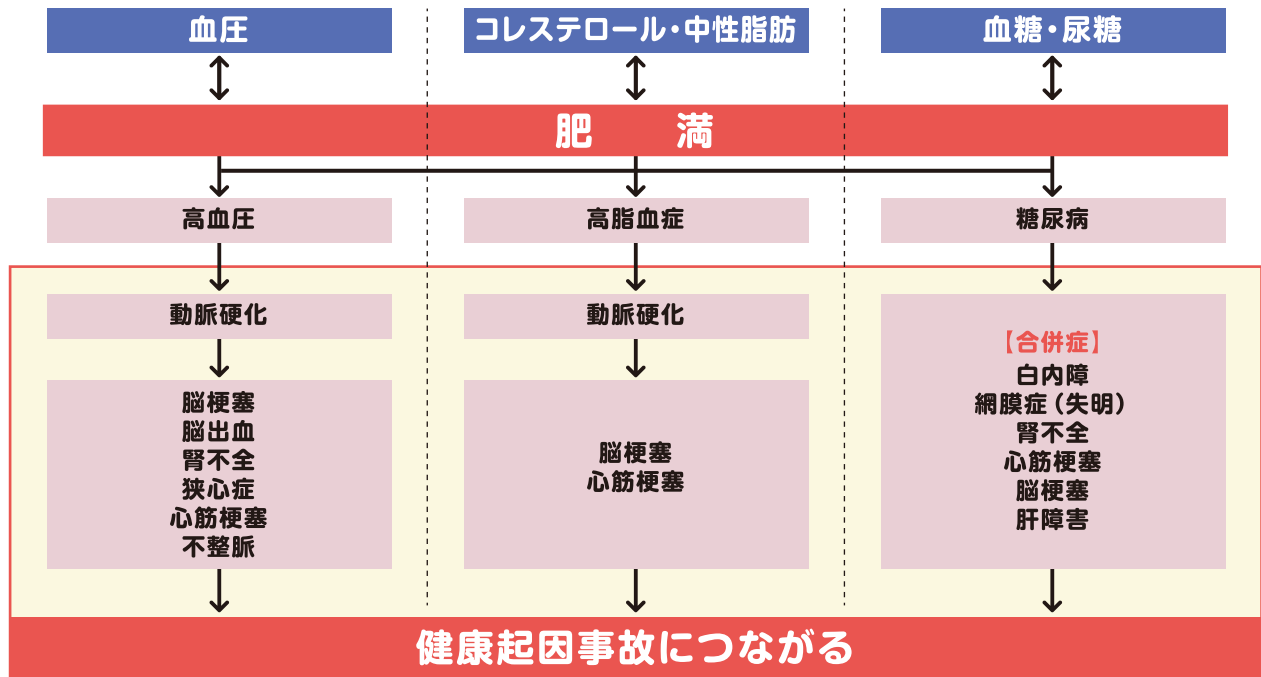 血圧
コレステロール・中性脂肪
血糖・尿糖
肥　満
高血圧
高脂血症
糖尿病
動脈硬化
動脈硬化
脳梗塞
脳出血
腎不全
狭心症
心筋梗塞
不整脈
脳梗塞
心筋梗塞
【合併症】
白内障
網膜症（失明）
腎不全
心筋梗塞
脳梗塞
肝障害
健康起因事故につながる